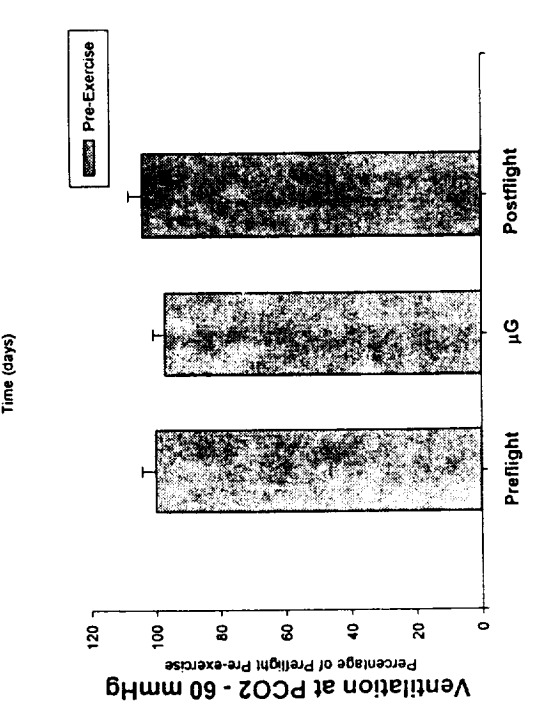 Time (days)
Pre-Exercise
Ventilation at PCO2 - 60 mmHg
Percentage of Preflight Pre-exercise
120
100
80
60
40
20
0
Preflight
µG
Postflight